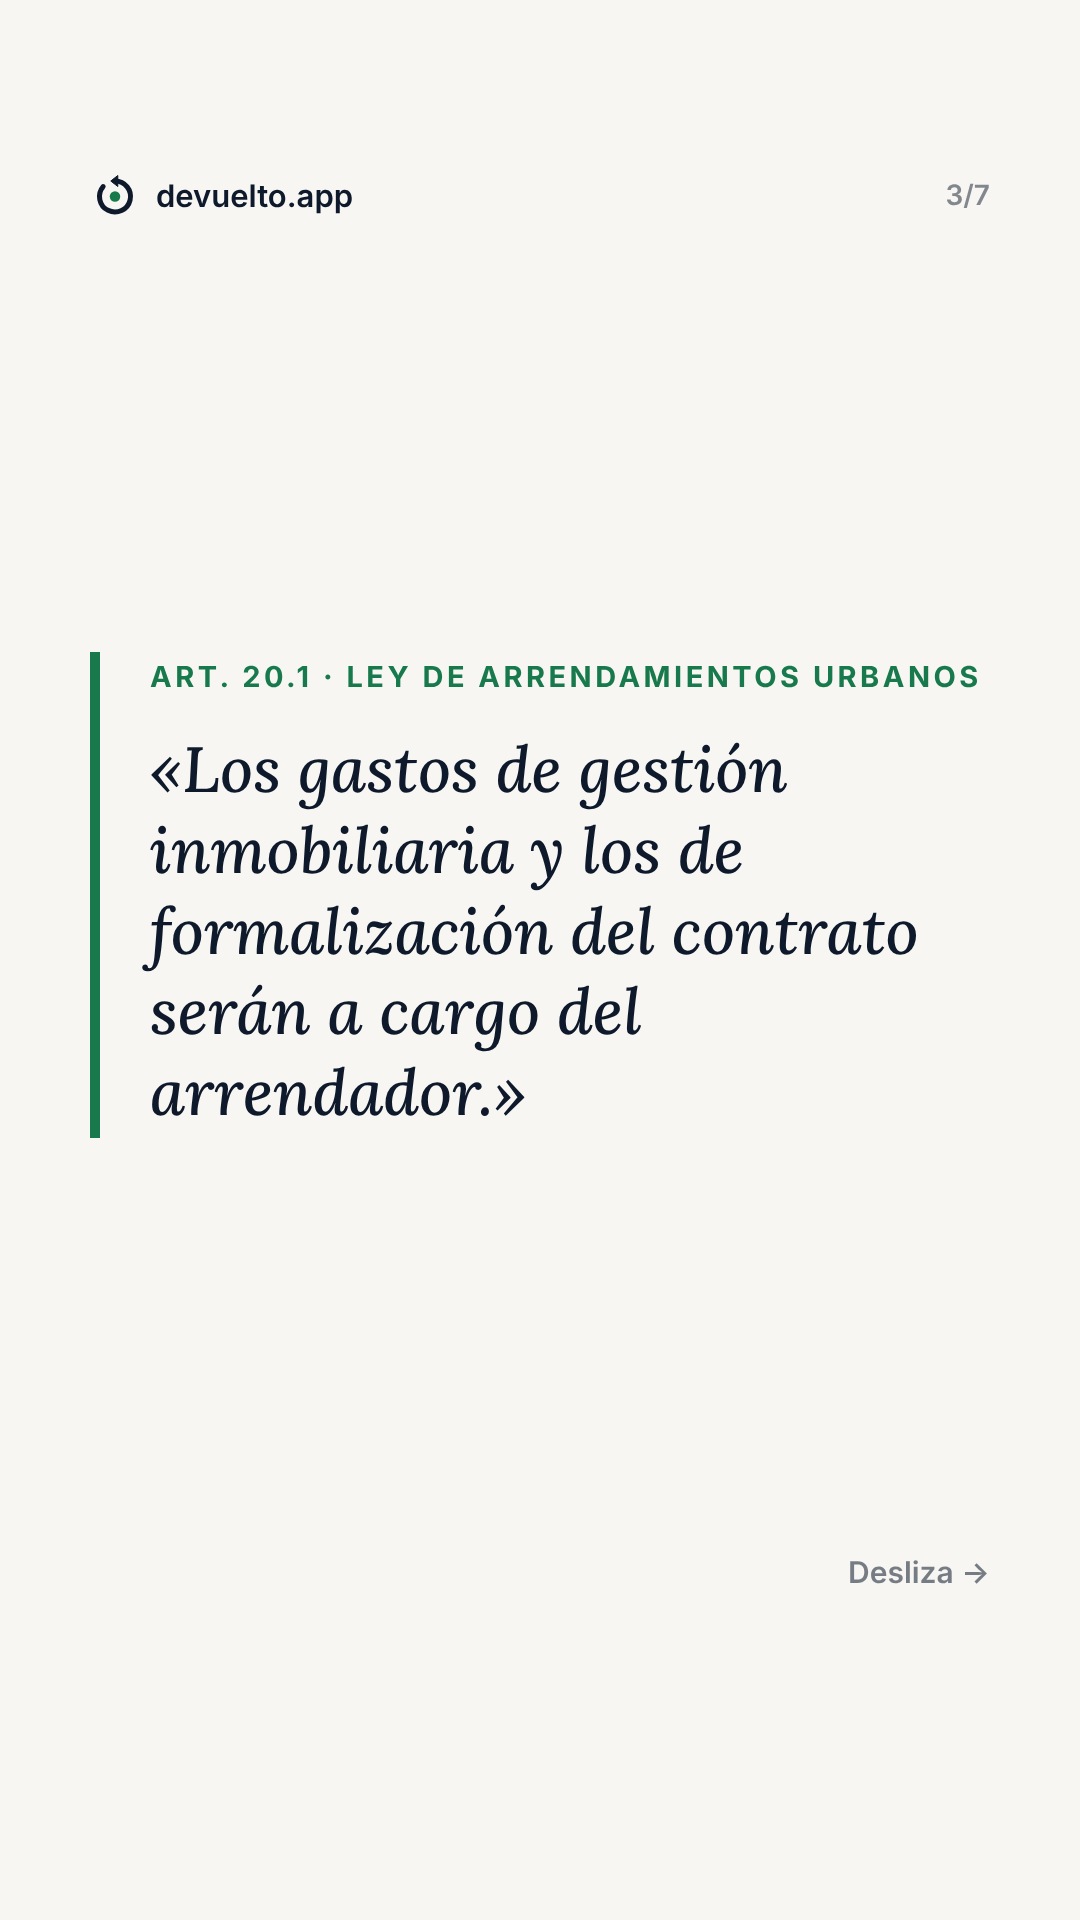 devuelto.app
3/7
ART. 20.1 · LEY DE ARRENDAMIENTOS URBANOS
«Los gastos de gestión
inmobiliaria y los de
formalización del contrato
serán a cargo del
arrendador.»
Desliza →